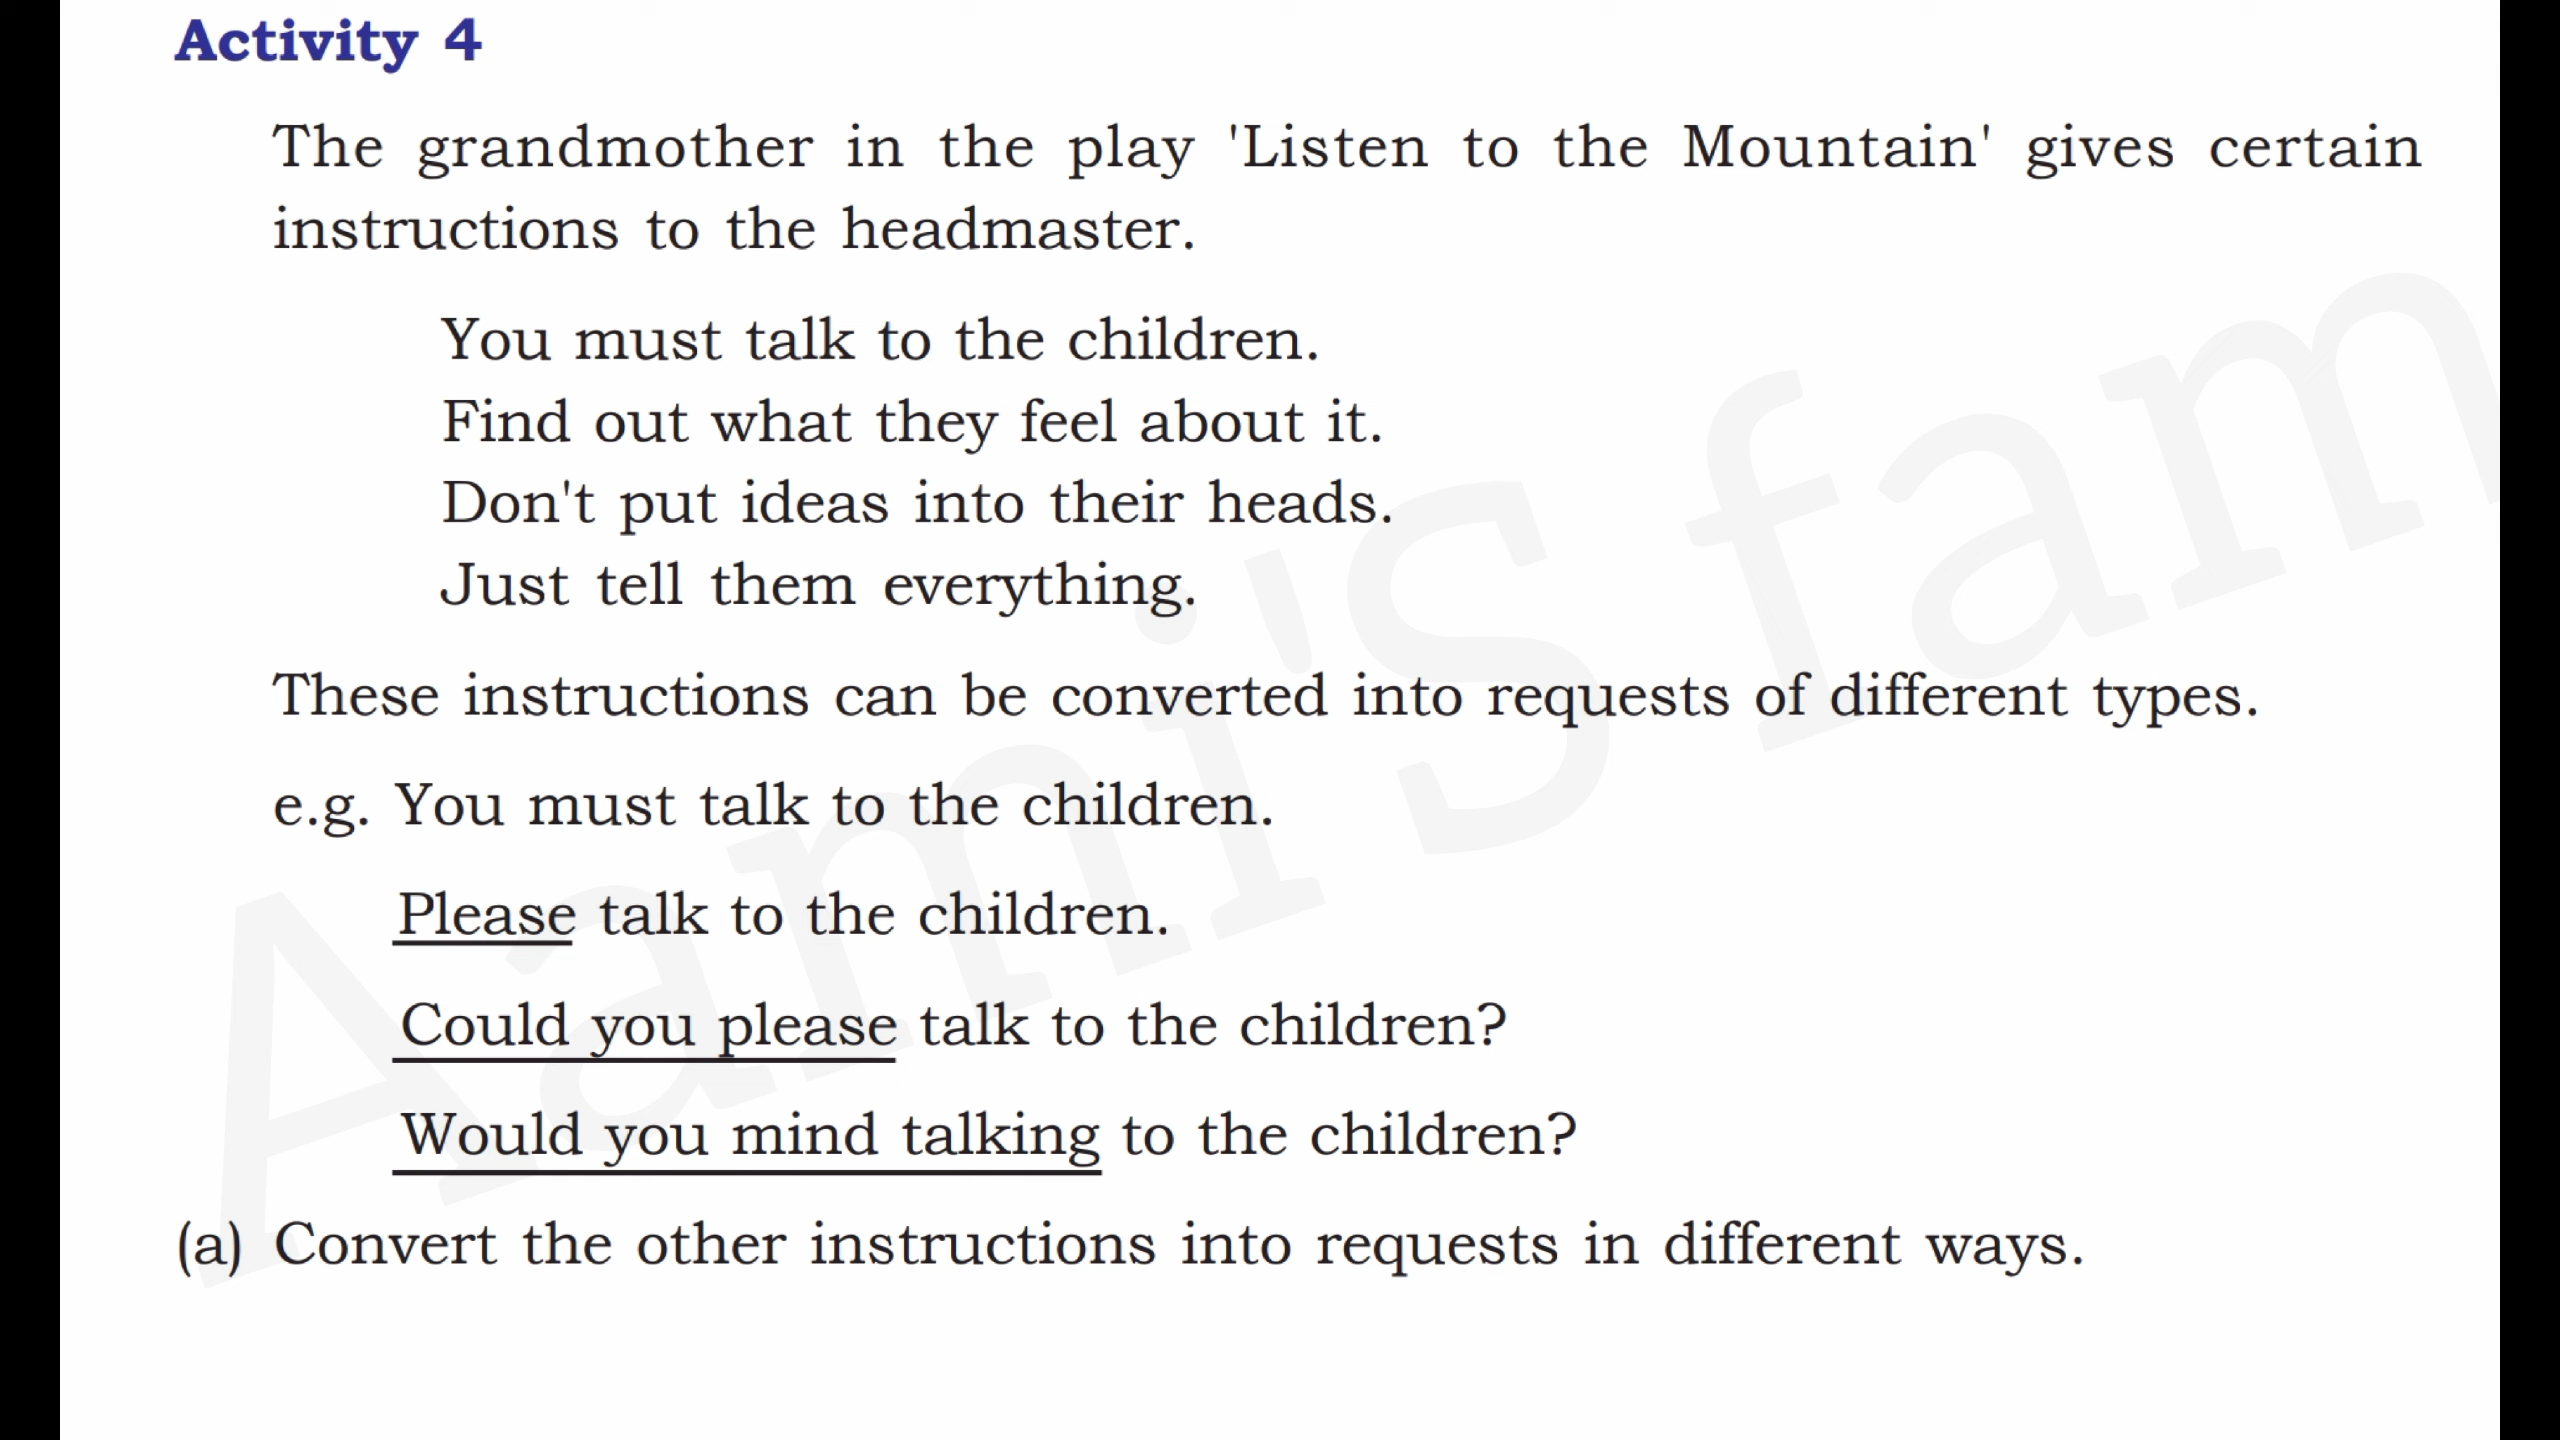 Activity 4
The grandmother in the play 'Listen to the Mountain' gives certain
instructions to the headmaster.
You must talk to the children.
Find out what they feel about it.
Don't put ideas into their heads.
Just tell them everything.
These instructions can be converted into requests of different types.
e.g. You must talk to the children.
Please talk to the children.
Could you please talk to the children?
Would you mind talking to the children?
(a) Convert the other instructions into requests in different ways.
Aami'S fam